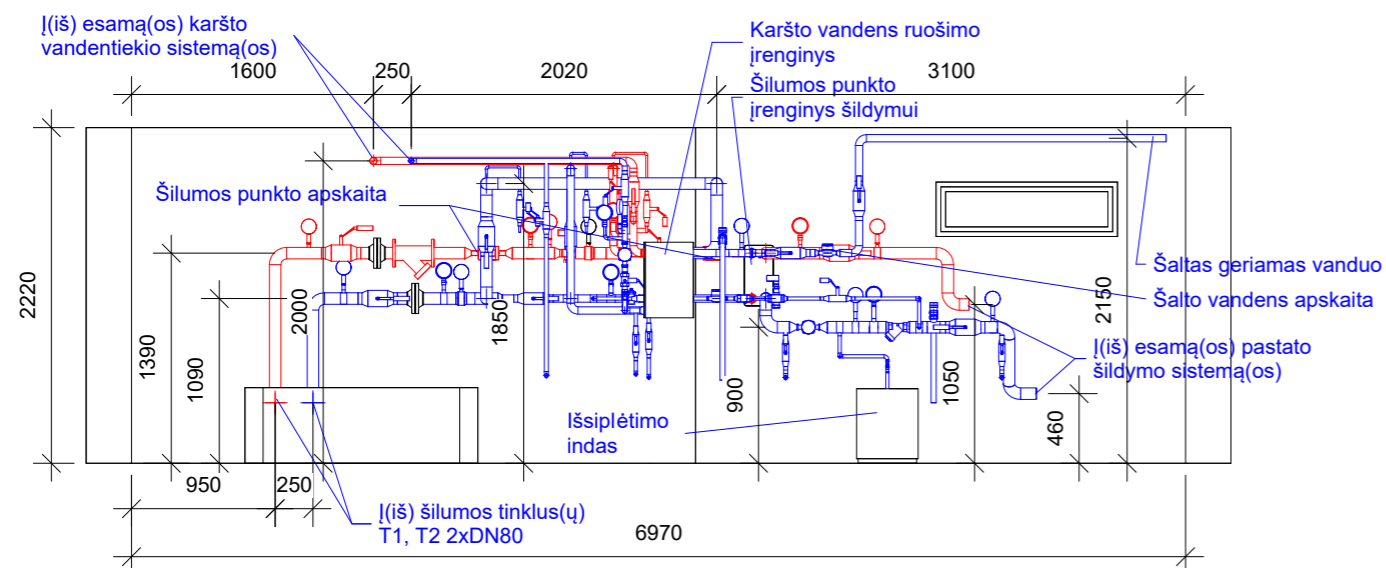 Į(iš) esamą(os) karšto
vandentiekio sistemą(os)
Karšto vandens ruošimo
įrenginys
1600
250
2020
3100
Šilumos punkto
įrenginys šildymui
Šilumos punkto apskaita
Šaltas geriamas vanduo
Šalto vandens apskaita
Į(iš) esamą(os) pastato
šildymo sistemą(os)
2220
1390
1090
2000
1850
900
1050
460
2150
Išsiplėtimo
indas
950
250
Į(iš) šilumos tinklus(ų)
T1, T2 2xDN80
6970